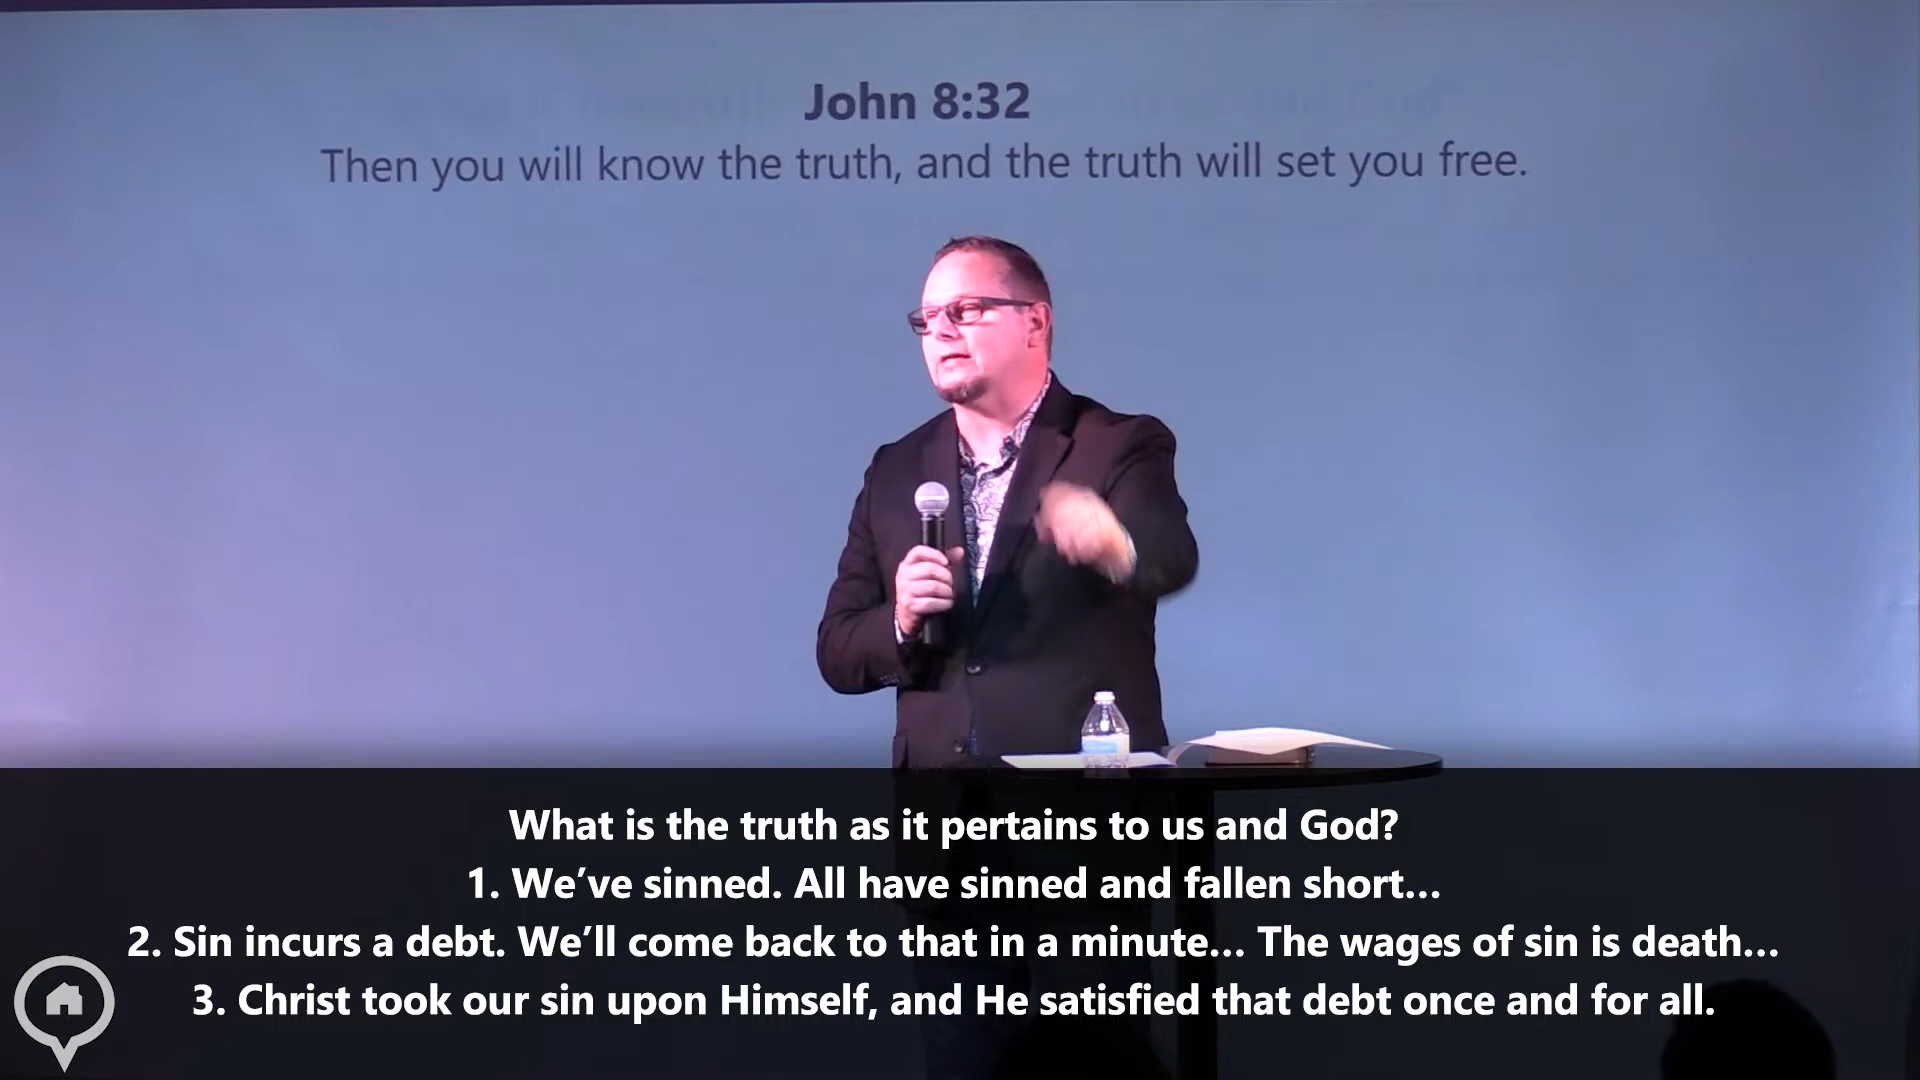 John 8:32
Then you will know the truth, and the truth will set you free.
What is the truth as it pertains to us and God?
1. We’ve sinned. All have sinned and fallen short…
2. Sin incurs a debt. We’ll come back to that in a minute… The wages of sin is death…
3. Christ took our sin upon Himself, and He satisfied that debt once and for all.